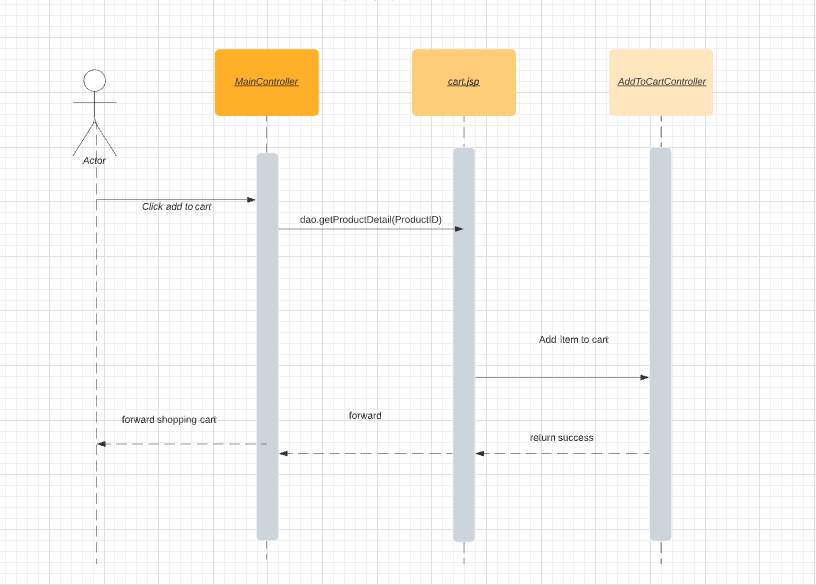 MainController
cart.jsp
AddToCartController
Actor
Click add to cart
dao.getProductDetail(ProductID)
Add item to cart
forward shopping cart
forward
return success